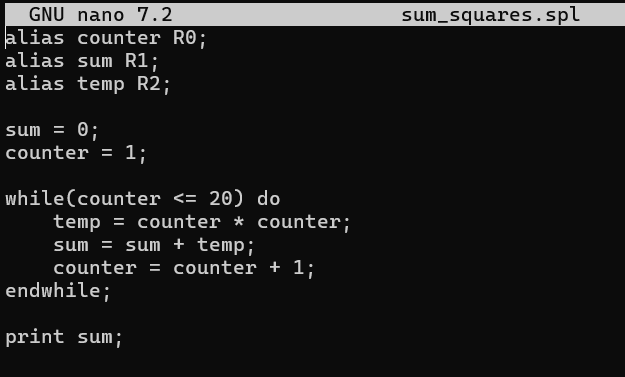 GNU nano 7.2 sum_squares.spl
alias counter R0;
alias sum R1;
alias temp R2;
sum = 0;
counter = 1;
while(counter <= 20) do
    temp = counter * counter;
    sum = sum + temp;
    counter = counter + 1;
endwhile;
print sum;